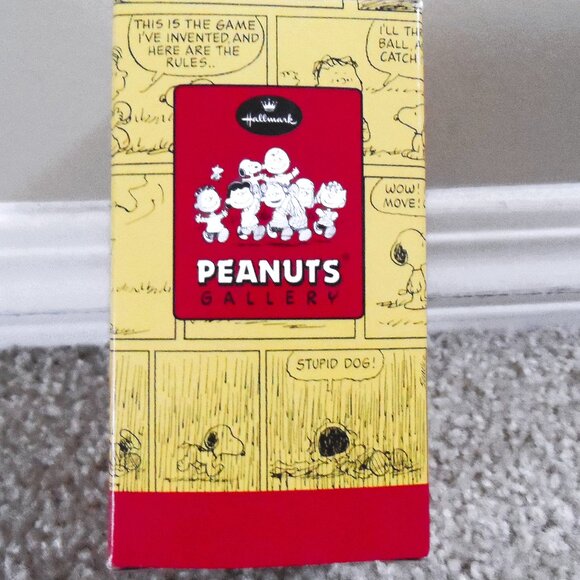 THIS IS THE GAME
I'VE INVENTED, AND
HERE ARE THE
RULES..
I'LL
BALL,
CATCH
Hallmark
WOW!
MOVE!
PEANUTS
GALLERY
STUPID DOG!